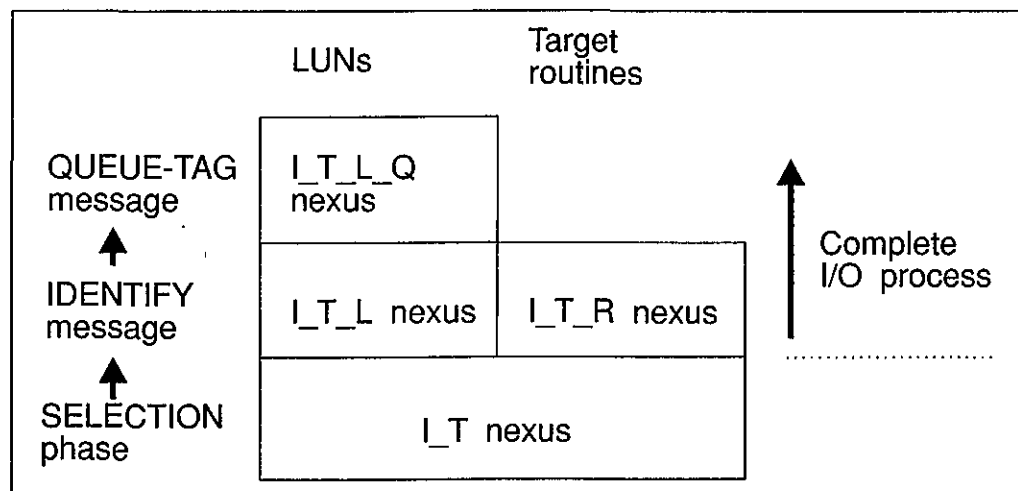 LUNs
Target
routines
QUEUE-TAG
message
I_T_L_Q
nexus
IDENTIFY
message
I_T_L nexus
I_T_R nexus
Complete
I/O process
SELECTION
phase
I_T nexus